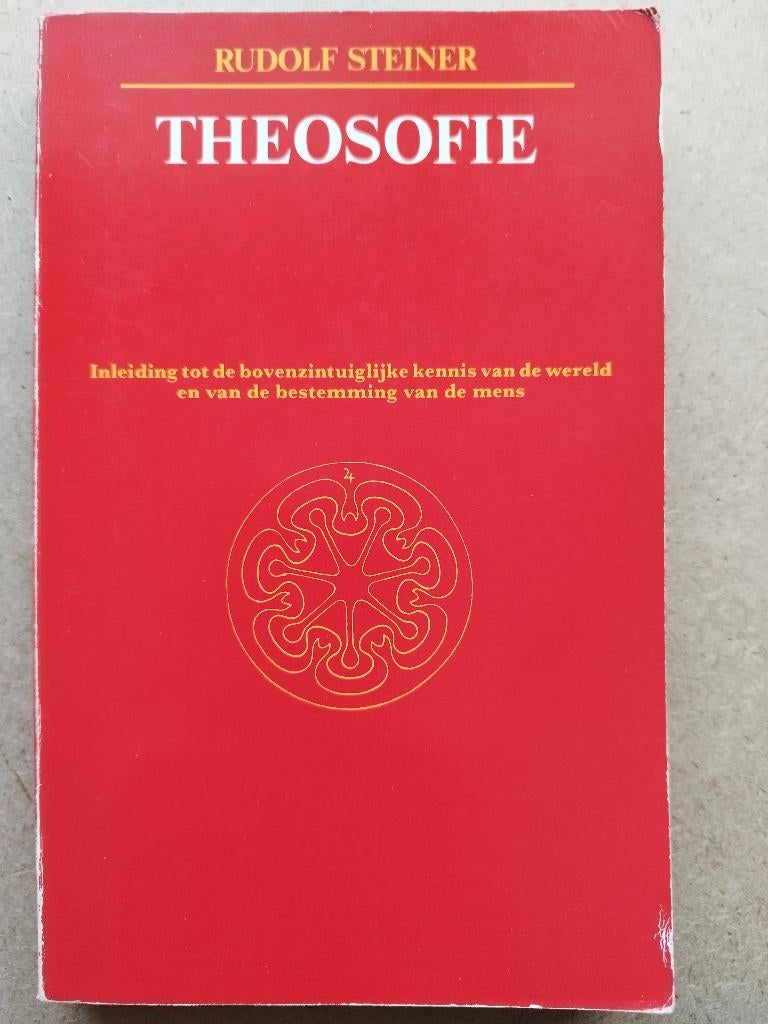 RUDOLF STEINER
THEOSOFIE
Inleiding tot de bovenzintuiglijke kennis van de wereld
en van de bestemming van de mens
♃